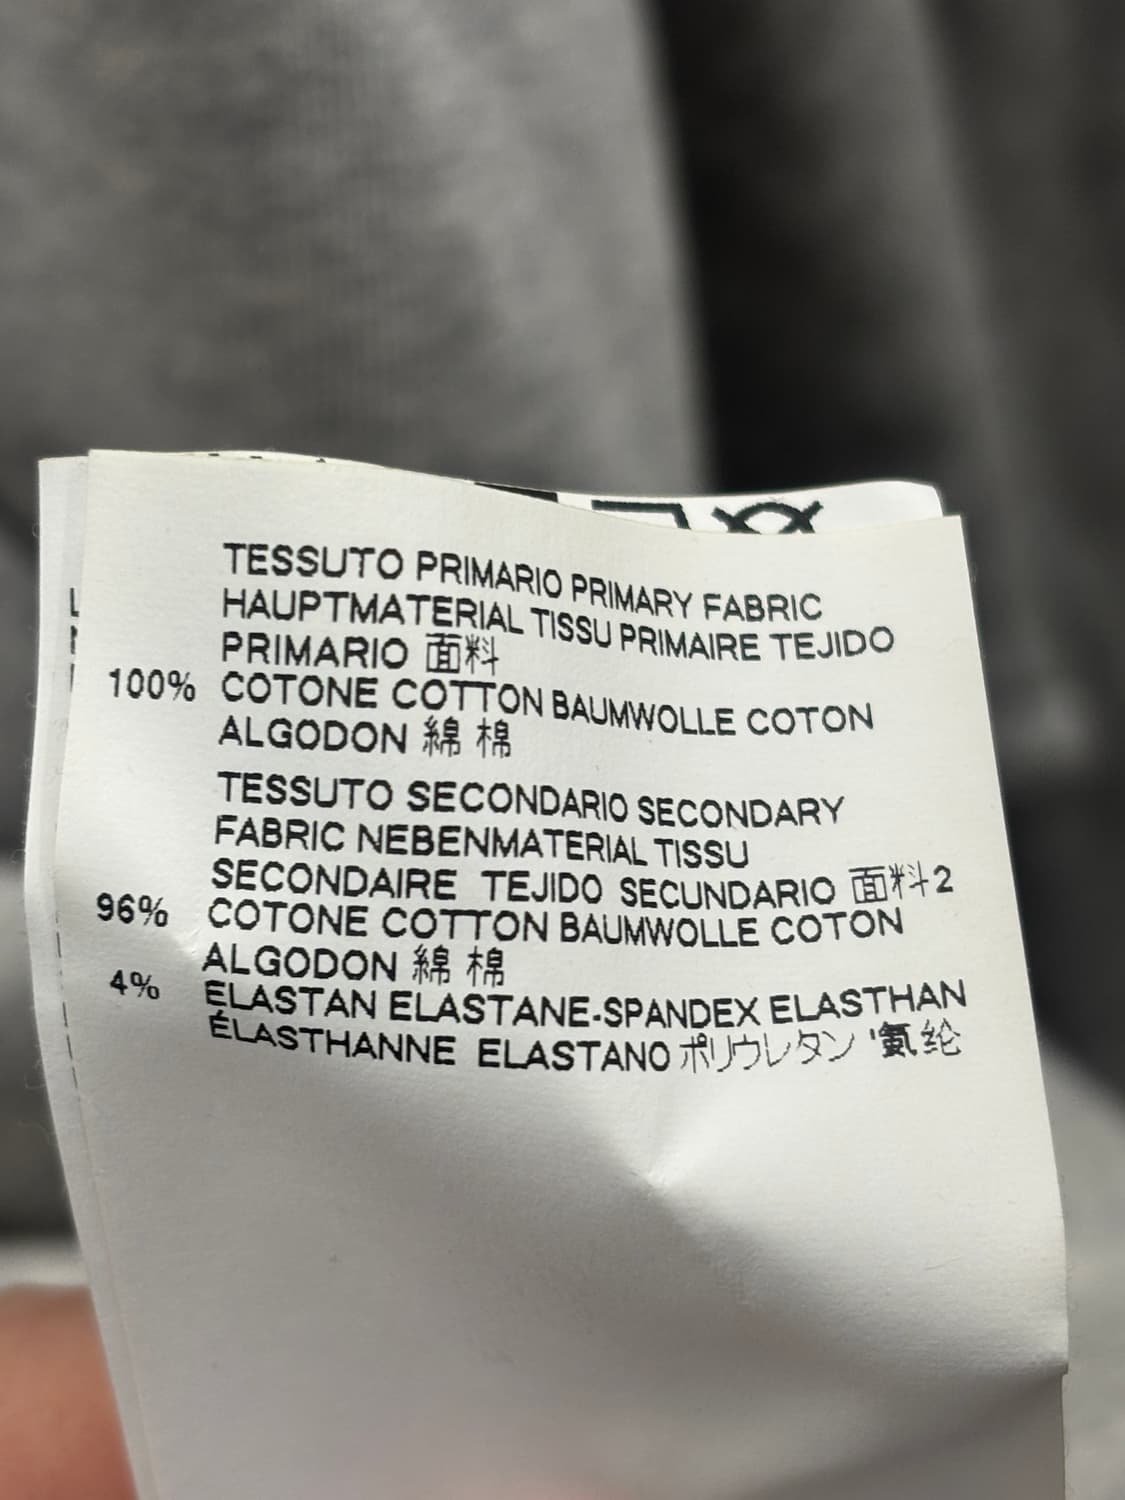 TESSUTO PRIMARIO PRIMARY FABRIC
HAUPTMATERIAL TISSU PRIMAIRE TEJIDO
PRIMARIO 面料
100% COTONE COTTON BAUMWOLLE COTON
ALGODON 綿 棉
TESSUTO SECONDARIO SECONDARY
FABRIC NEBENMATERIAL TISSU
SECONDAIRE TEJIDO SECUNDARIO 面料2
96% COTONE COTTON BAUMWOLLE COTON
ALGODON 綿 棉
4% ELASTAN ELASTANE-SPANDEX ELASTHAN
ÉLASTHANNE ELASTANO ポリウレタン '氨纶